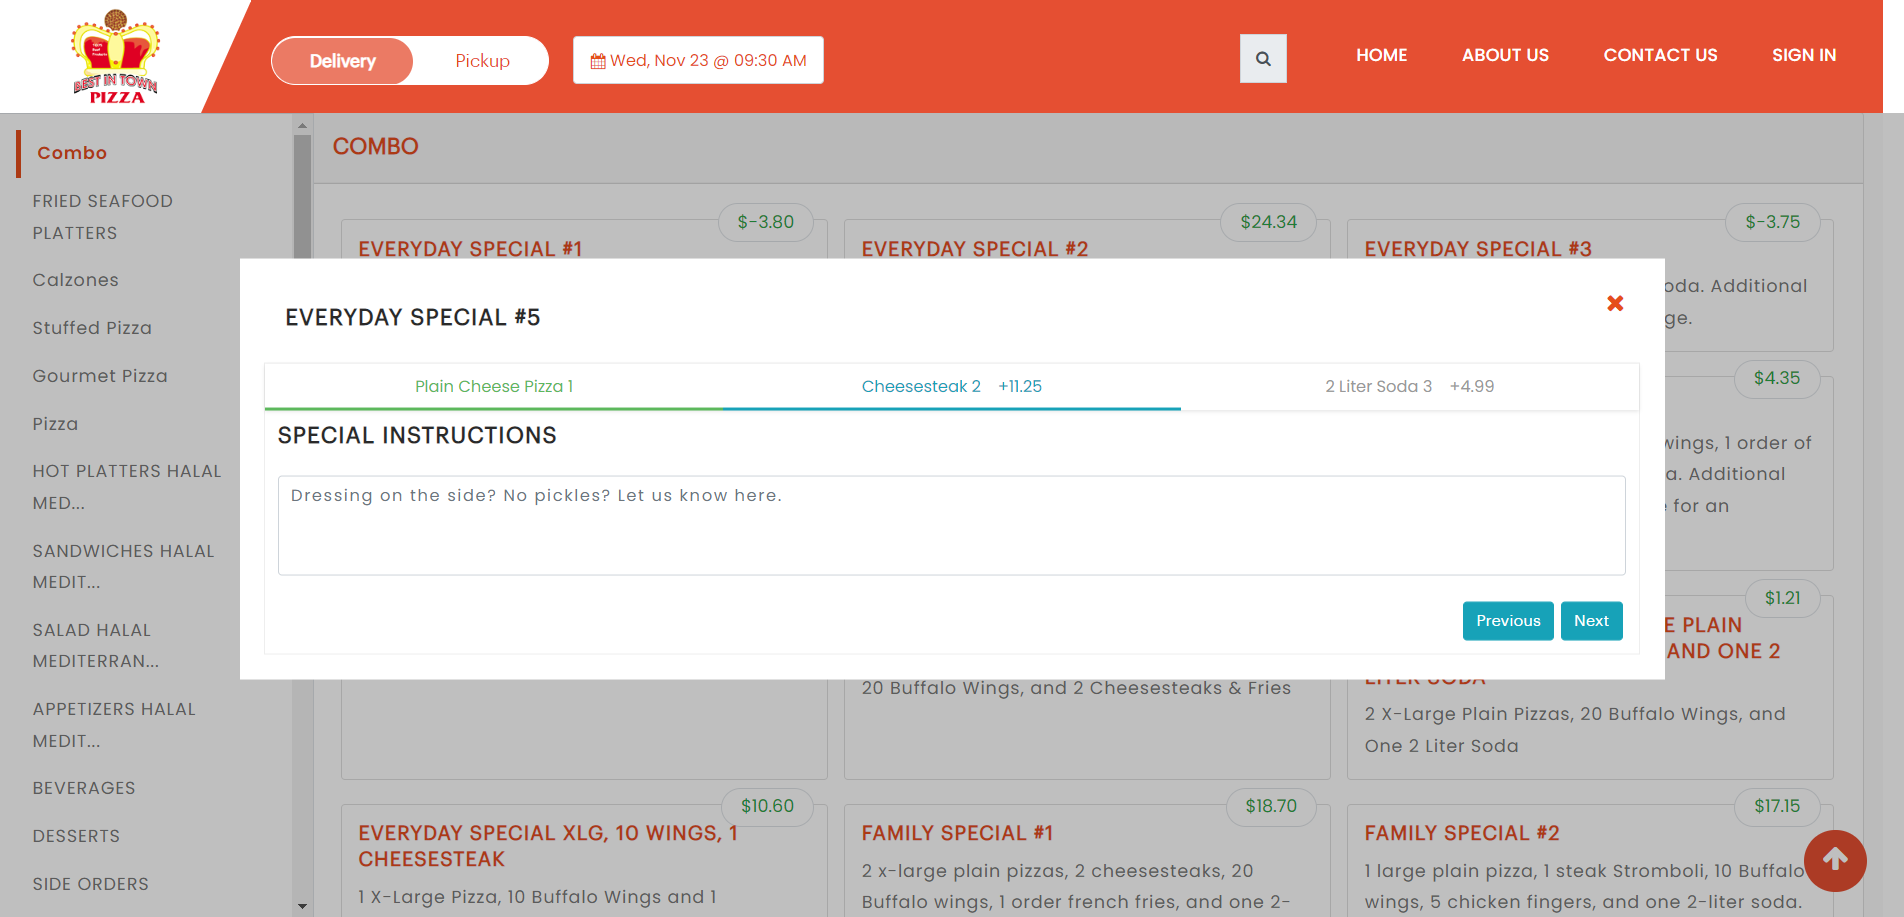 BEST IN TOWN
PIZZA
Delivery
Pickup
Wed, Nov 23 @ 09:30 AM
HOME
ABOUT US
CONTACT US
SIGN IN
Combo
FRIED SEAFOOD
PLATTERS
Calzones
Stuffed Pizza
Gourmet Pizza
Pizza
HOT PLATTERS HALAL
MED...
SANDWICHES HALAL
MEDIT...
SALAD HALAL
MEDITERRAN...
APPETIZERS HALAL
MEDIT...
BEVERAGES
DESSERTS
SIDE ORDERS
COMBO
$-3.80
EVERYDAY SPECIAL #1
$24.34
EVERYDAY SPECIAL #2
$-3.75
EVERYDAY SPECIAL #3
oda. Additional
ge.
$4.35
wings, 1 order of
a. Additional
for an
$1.21
E PLAIN
AND ONE 2
LITER SODA
2 X-Large Plain Pizzas, 20 Buffalo Wings, and
One 2 Liter Soda
EVERYDAY SPECIAL #5
Plain Cheese Pizza 1
Cheesesteak 2 +11.25
2 Liter Soda 3 +4.99
SPECIAL INSTRUCTIONS
Dressing on the side? No pickles? Let us know here.
Previous
Next
20 Buffalo Wings, and 2 Cheesesteaks & Fries
$10.60
EVERYDAY SPECIAL XLG, 10 WINGS, 1
CHEESESTEAK
1 X-Large Pizza, 10 Buffalo Wings and 1
$18.70
FAMILY SPECIAL #1
2 x-large plain pizzas, 2 cheesesteaks, 20
Buffalo wings, 1 order french fries, and one 2-
$17.15
FAMILY SPECIAL #2
1 large plain pizza, 1 steak Stromboli, 10 Buffalo
wings, 5 chicken fingers, and one 2-liter soda.